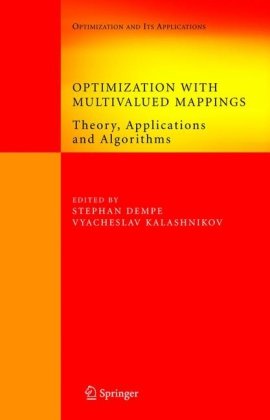 OPTIMIZATION AND ITS APPLICATIONS
OPTIMIZATION WITH
MULTIVALUED MAPPINGS
Theory, Applications
and Algorithms
EDITED BY
STEPHAN DEMPE
VYACHESLAV KALASHNIKOV
Springer